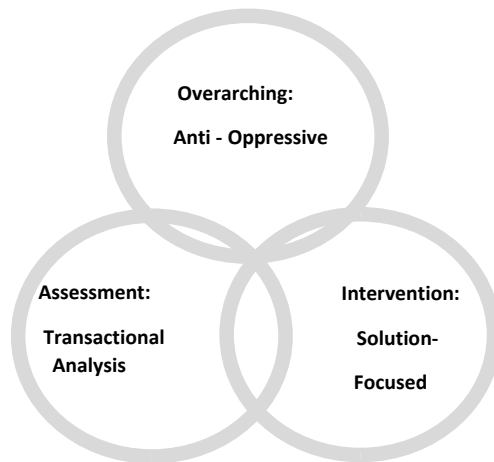 Overarching:
Anti - Oppressive
Assessment:
Transactional
Analysis
Intervention:
Solution-
Focused